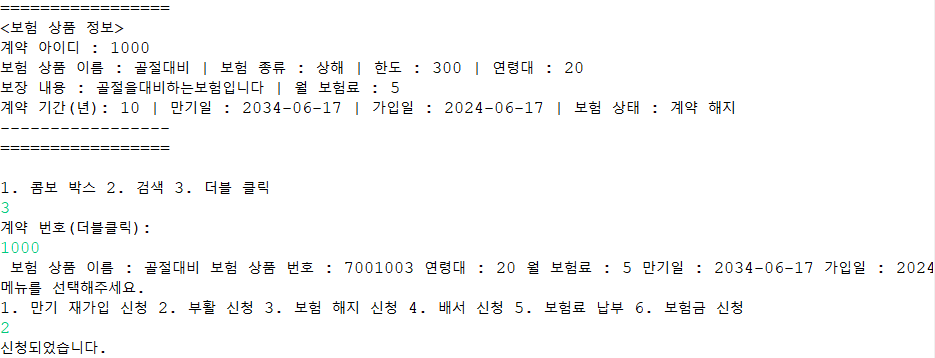 =================
<보험 상품 정보>
계약 아이디 : 1000
보험 상품 이름 : 골절대비 | 보험 종류 : 상해 | 한도 : 300 | 연령대 : 20
보장 내용 : 골절을대비하는보험입니다 | 월 보험료 : 5
계약 기간(년): 10 | 만기일 : 2034-06-17 | 가입일 : 2024-06-17 | 보험 상태 : 계약 해지
-----------------
=================
1. 콤보 박스 2. 검색 3. 더블 클릭
3
계약 번호(더블클릭):
1000
보험 상품 이름 : 골절대비 보험 상품 번호 : 7001003 연령대 : 20 월 보험료 : 5 만기일 : 2034-06-17 가입일 : 2024
메뉴를 선택해주세요.
1. 만기 재가입 신청 2. 부활 신청 3. 보험 해지 신청 4. 배서 신청 5. 보험료 납부 6. 보험금 신청
2
신청되었습니다.